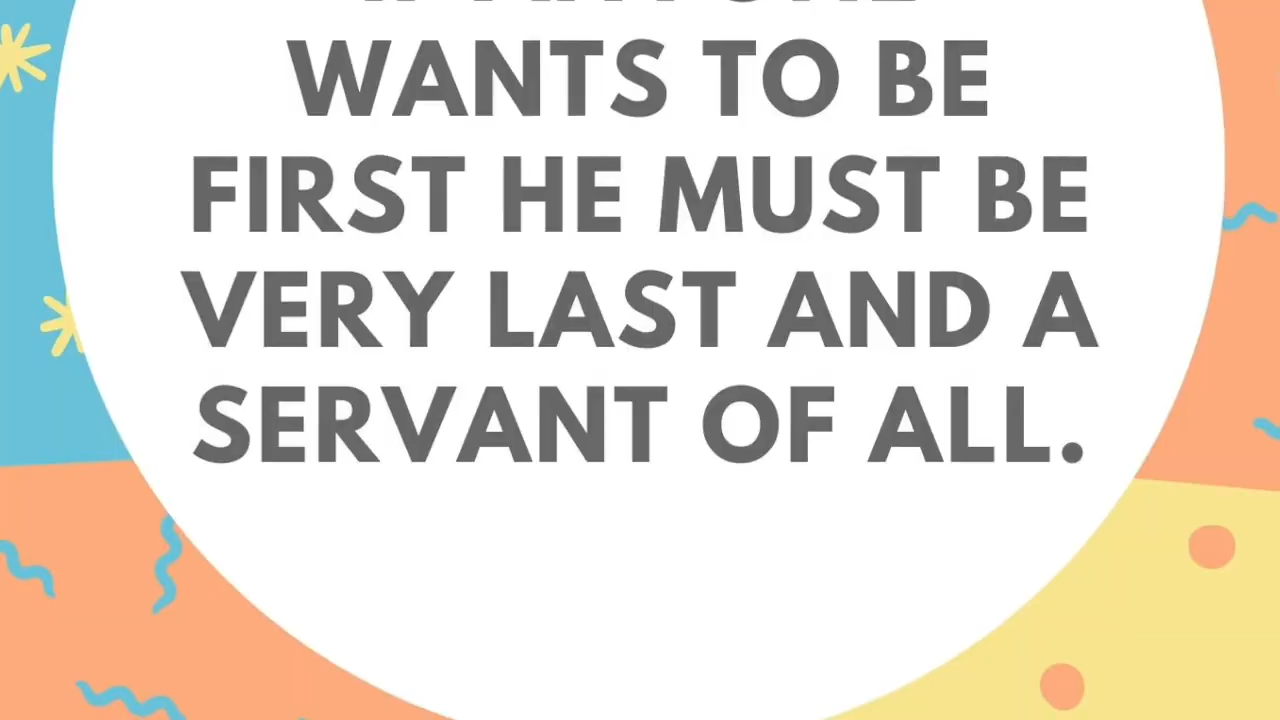 WANTS TO BE
FIRST HE MUST BE
VERY LAST AND A
SERVANT OF ALL.